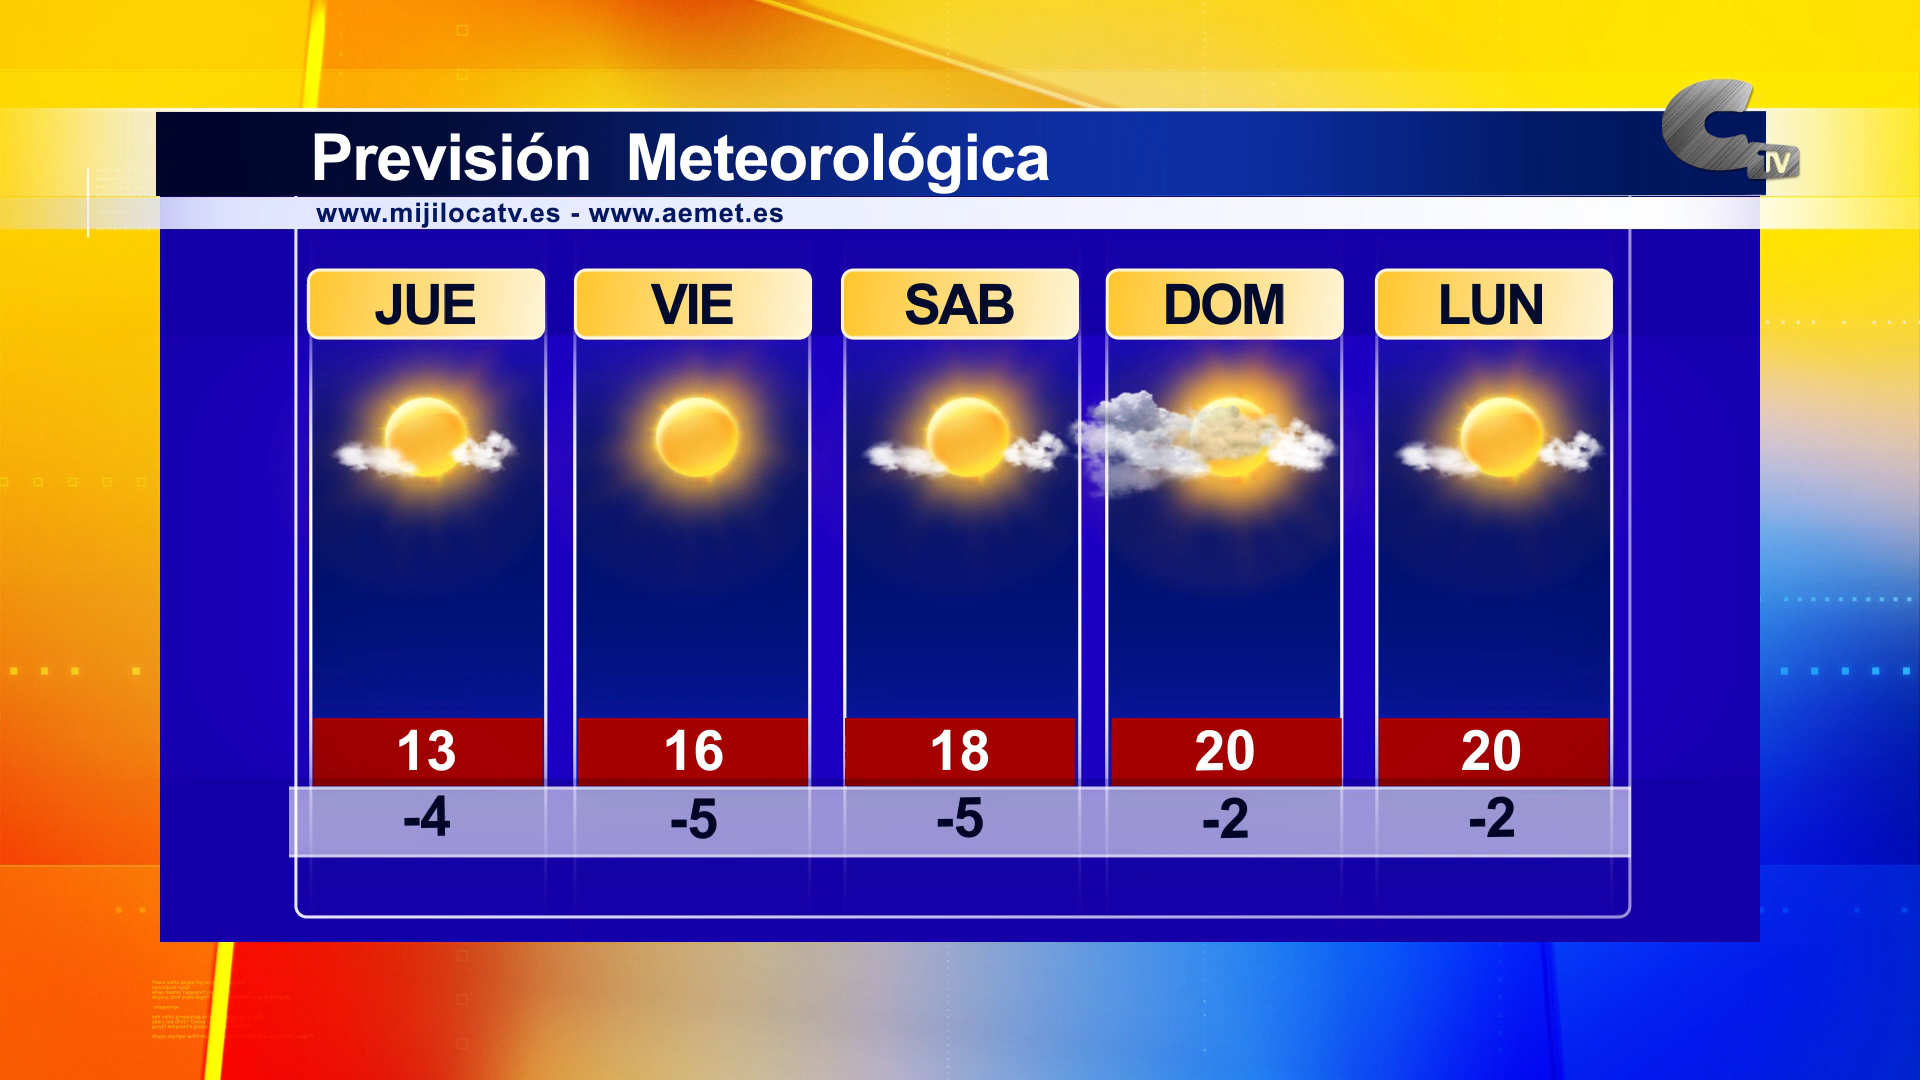 Previsión Meteorológica
TV
www.mijilocatv.es - www.aemet.es
JUE VIE SAB DOM LUN
13 16 18 20 20
-4 -5 -5 -2 -2